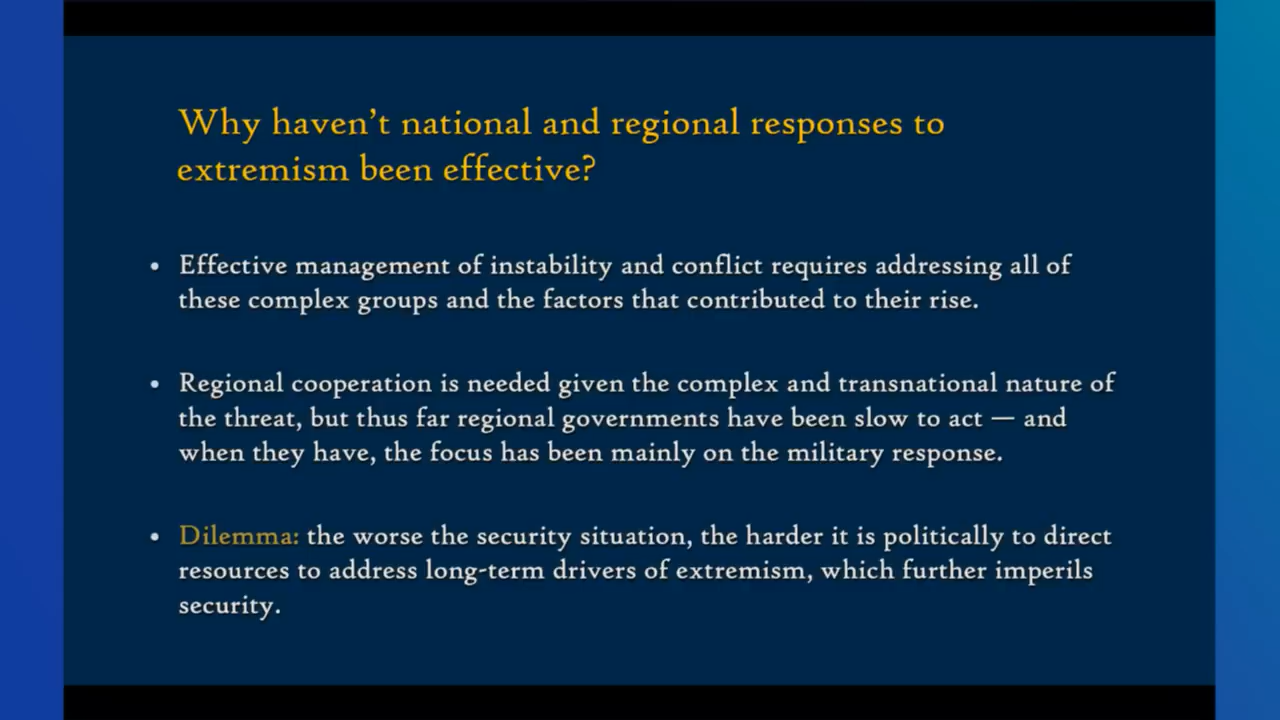 Why haven't national and regional responses to
extremism been effective?
• Effective management of instability and conflict requires addressing all of
these complex groups and the factors that contributed to their rise.
• Regional cooperation is needed given the complex and transnational nature of
the threat, but thus far regional governments have been slow to act — and
when they have, the focus has been mainly on the military response.
• Dilemma: the worse the security situation, the harder it is politically to direct
resources to address long-term drivers of extremism, which further imperils
security.